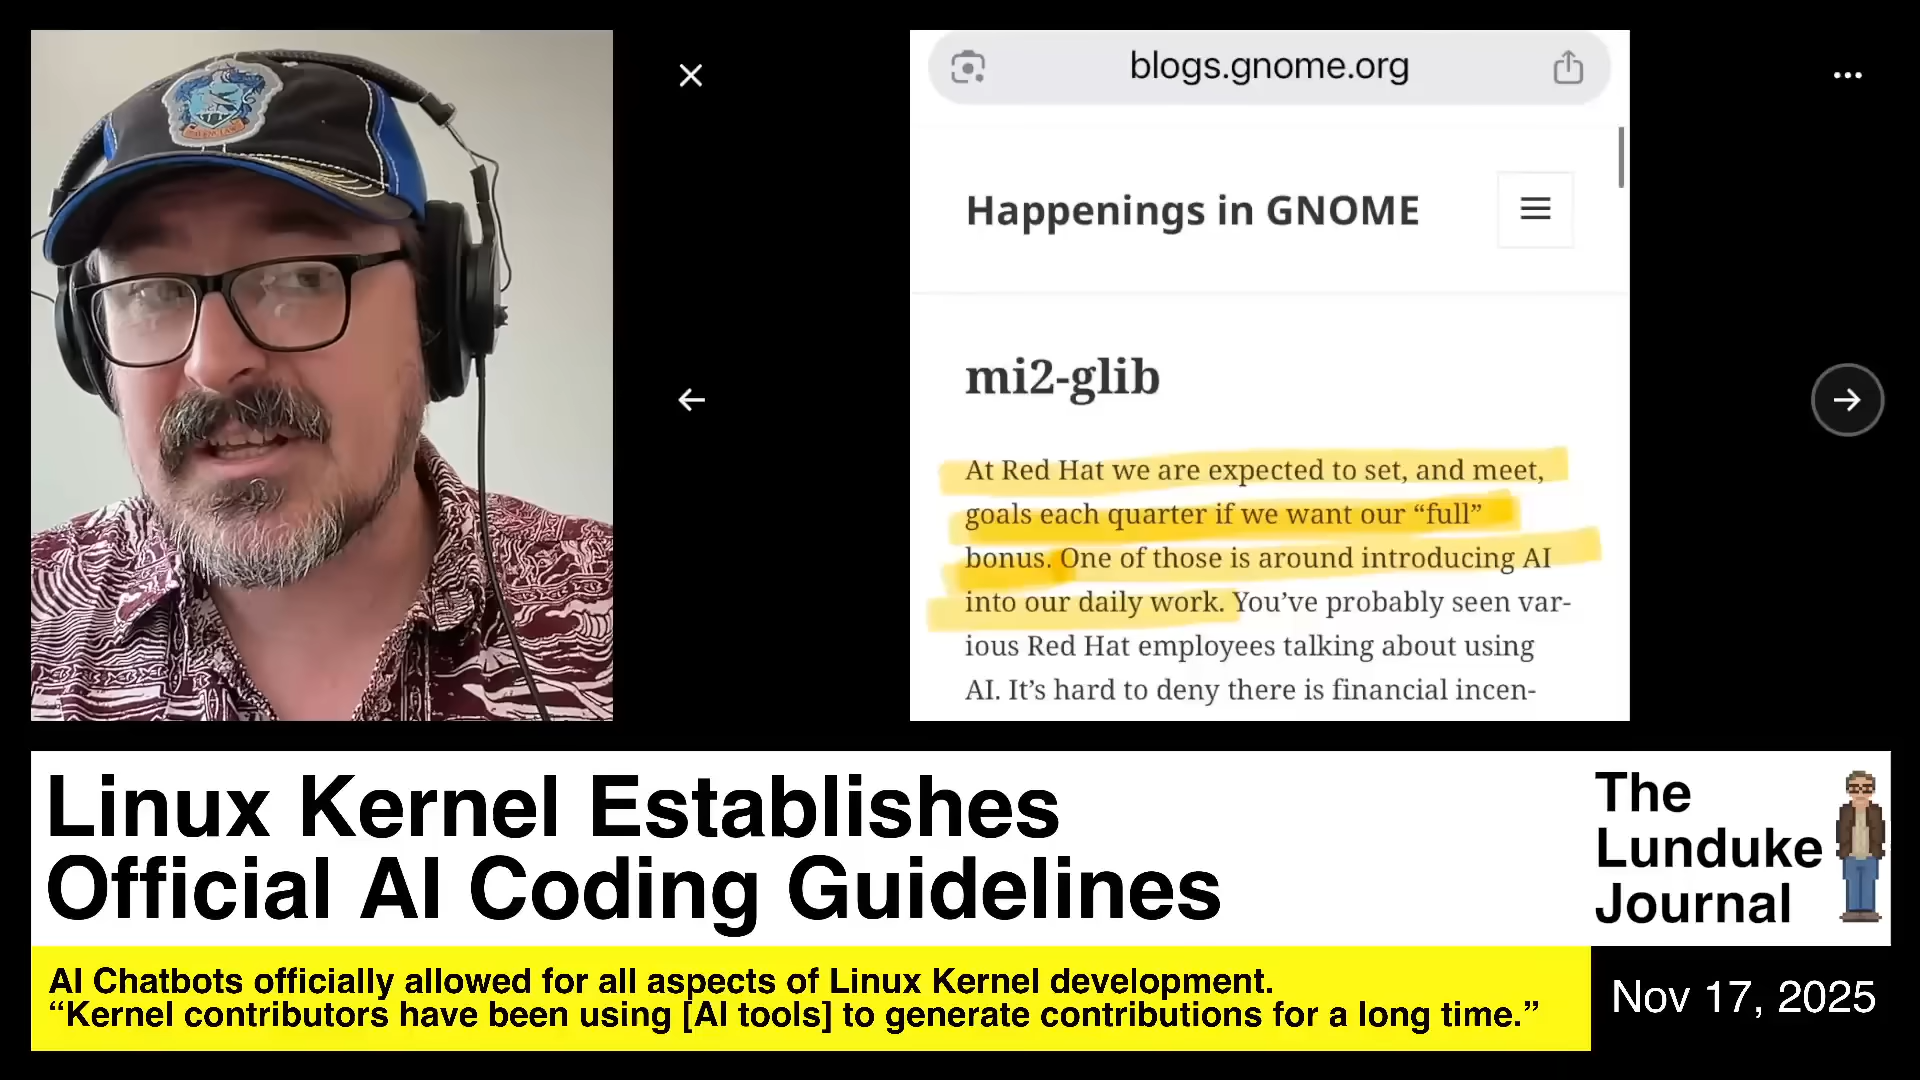 blogs.gnome.org
Happenings in GNOME
mi2-glib
At Red Hat we are expected to set, and meet,
goals each quarter if we want our “full”
bonus. One of those is around introducing AI
into our daily work. You’ve probably seen var-
ious Red Hat employees talking about using
AI. It’s hard to deny there is financial incen-
Linux Kernel Establishes
Official AI Coding Guidelines
The
Lunduke
Journal
AI Chatbots officially allowed for all aspects of Linux Kernel development.
“Kernel contributors have been using [AI tools] to generate contributions for a long time.”
Nov 17, 2025